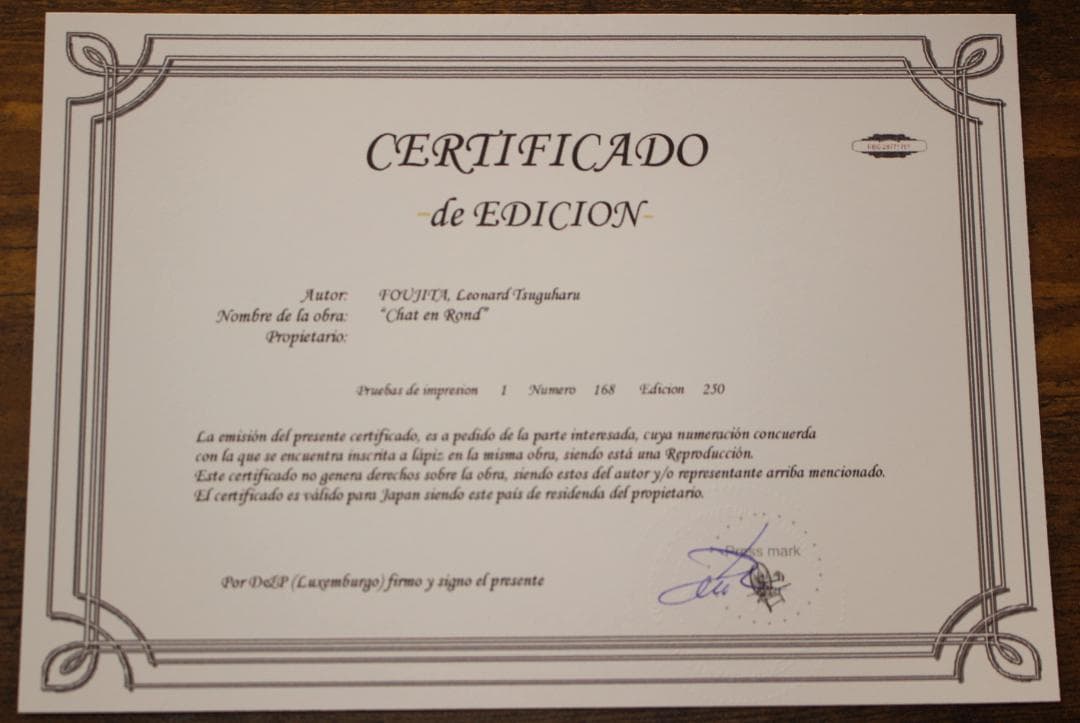 CERTIFICADO
-de EDICION-
Autor: FOUJITA, Leonard Tsuguharu
Nombre de la obra: "Chat en Rond"
Propietario:
Pruebas de impresion 1 Numero 168 Edicion 250
La emisión del presente certificado, es a pedido de la parte interesada, cuya numeración concuerda
con la que se encuentra inscrita a lápiz en la misma obra, siendo está una Reproducción.
Este certificado no genera derechos sobre la obra, siendo estos del autor y/o representante arriba mencionado.
El certificado es válido para Japan siendo este país de residenda del propietario.
Press mark
Por D&P (Luxemburgo) firmo y signo el presente